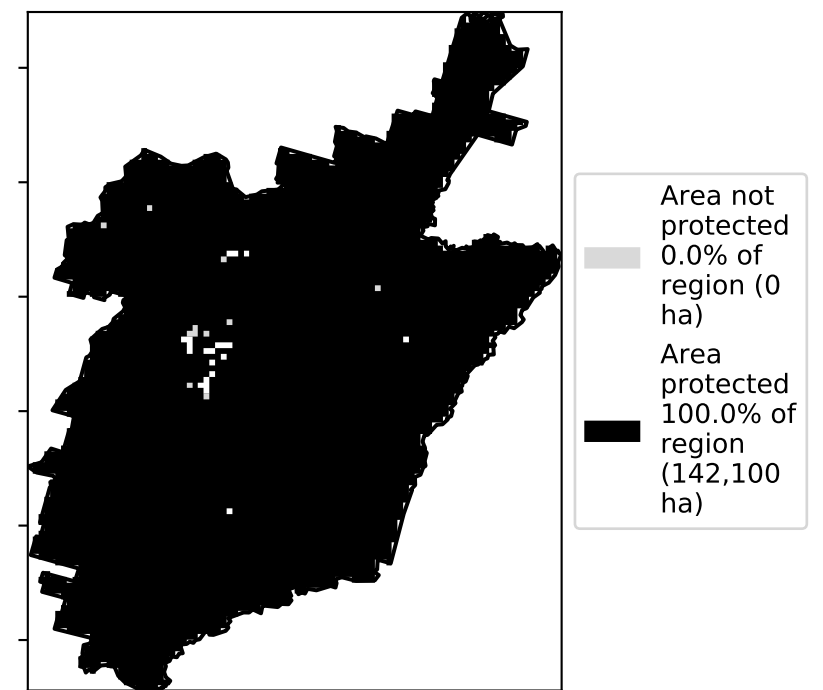 Area not
protected
0.0% of
region (0
ha)
Area
protected
100.0% of
region
(142,100
ha)